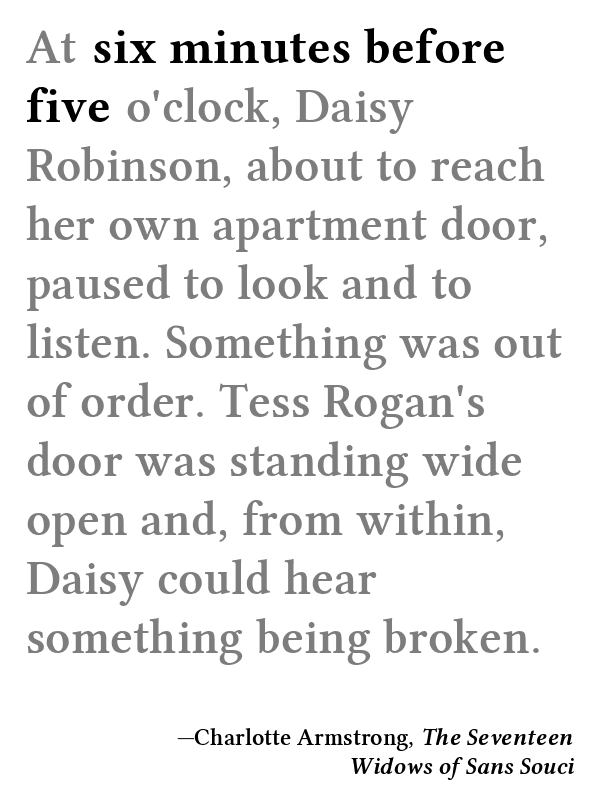 At six minutes before
five o'clock, Daisy
Robinson, about to reach
her own apartment door,
paused to look and to
listen. Something was out
of order. Tess Rogan's
door was standing wide
open and, from within,
Daisy could hear
something being broken.
—Charlotte Armstrong, The Seventeen
Widows of Sans Souci